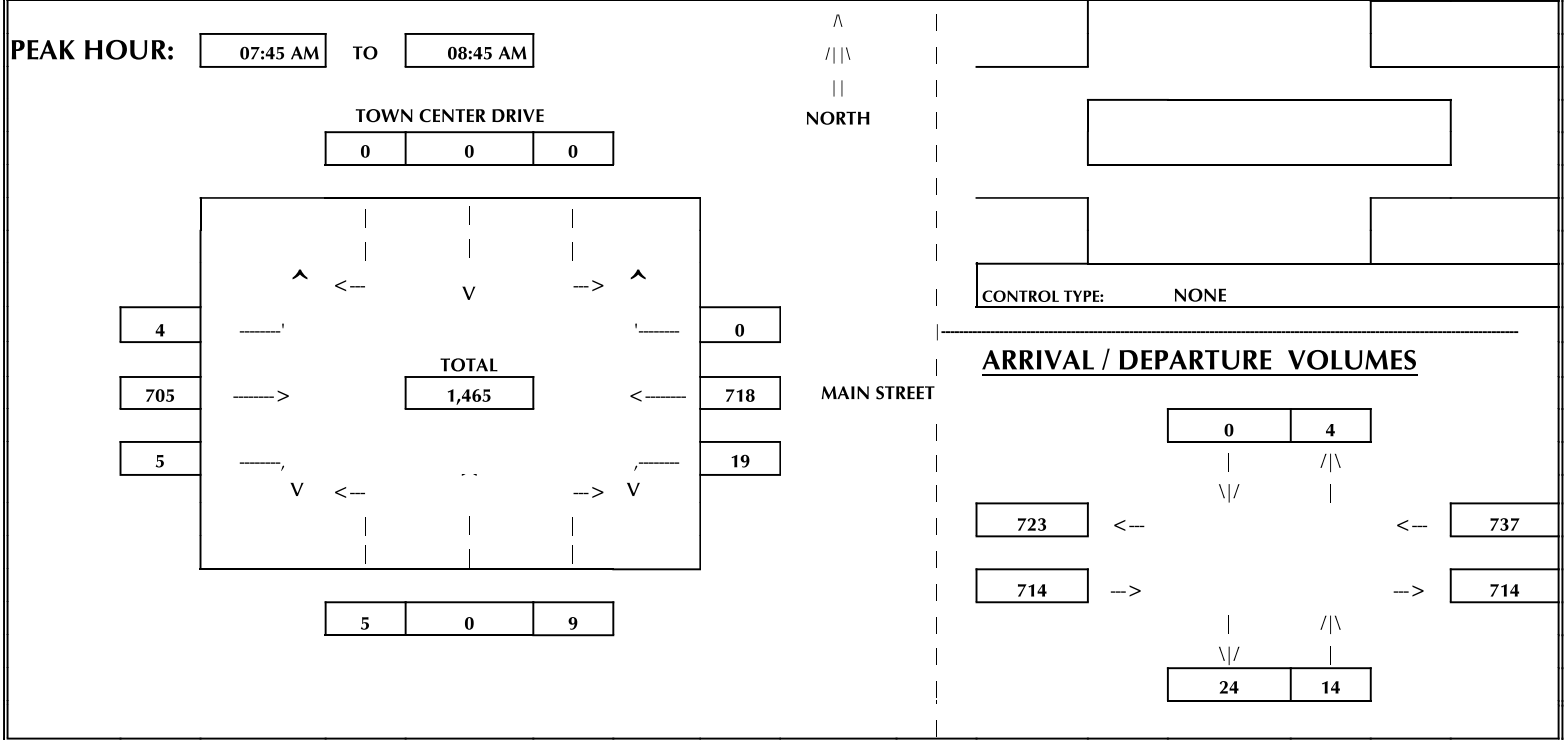 PEAK HOUR: 07:45 AM TO 08:45 AM
NORTH
TOWN CENTER DRIVE
0 0 0
4 0
TOTAL
705 1,465 718 MAIN STREET
5 19
5 0 9
CONTROL TYPE: NONE
ARRIVAL / DEPARTURE VOLUMES
0 4
723 737
714 714
24 14